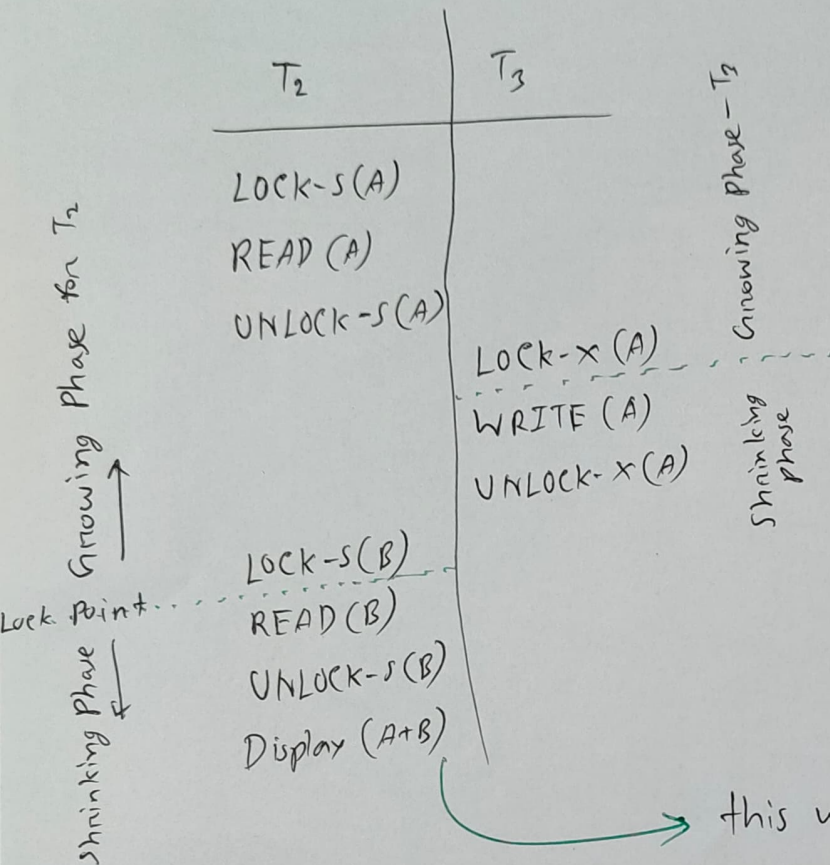 T2
T3
LOCK-S(A)
READ (A)
UNLOCK-S(A)
LOCK-X (A)
WRITE (A)
UNLOCK-X(A)
LOCK-S(B)
READ(B)
UNLOCK-S(B)
Display (A+B)
Growing Phase for T2
Lock Point
Shrinking Phase
Growing Phase-T3
Shrinking
phase
this